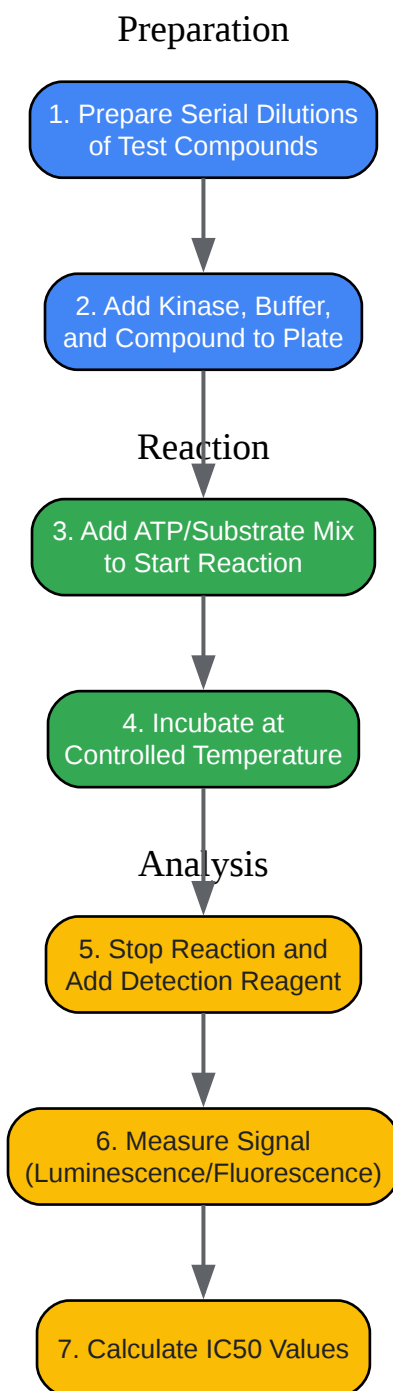 Preparation
1. Prepare Serial Dilutions
of Test Compounds
2. Add Kinase, Buffer,
and Compound to Plate
Reaction
3. Add ATP/Substrate Mix
to Start Reaction
4. Incubate at
Controlled Temperature
Analysis
5. Stop Reaction and
Add Detection Reagent
6. Measure Signal
(Luminescence/Fluorescence)
7. Calculate IC50 Values